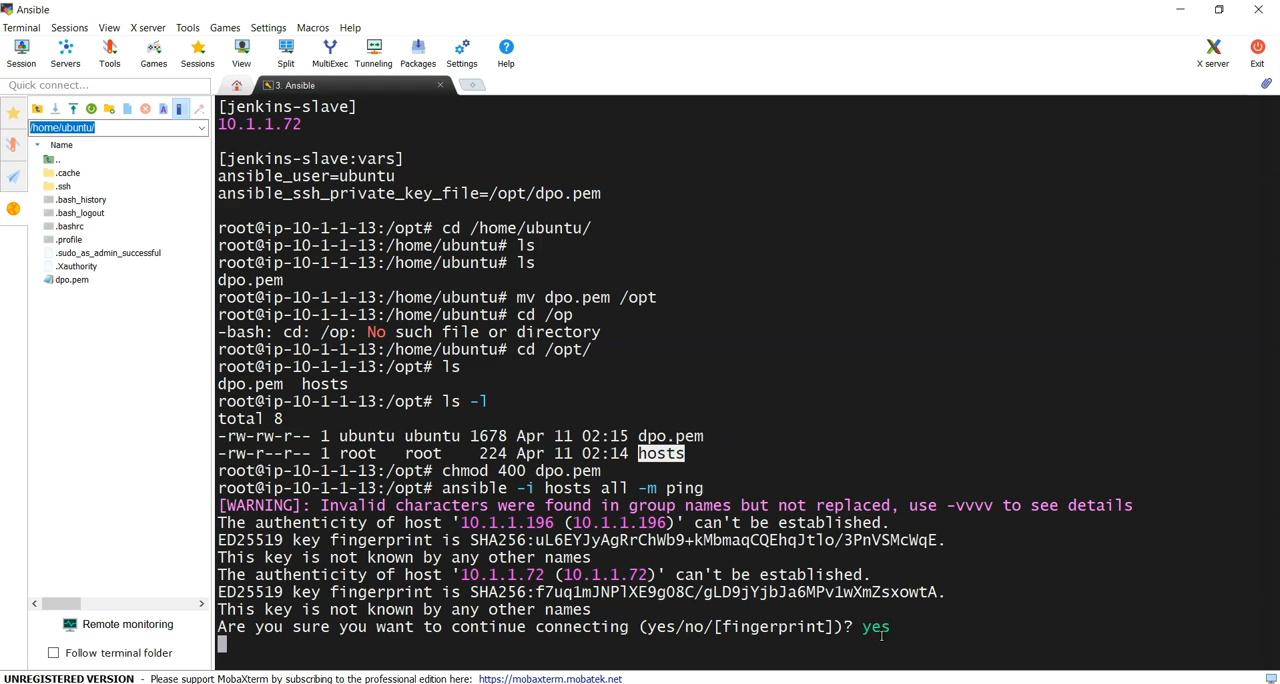 Ansible
Terminal Sessions View X server Tools Games Settings Macros Help
Session Servers Tools Games Sessions View Split MultiExec Tunneling Packages Settings Help X server Exit
Quick connect...
3. Ansible
/home/ubuntu/
Name
..
.cache
.ssh
.bash_history
.bash_logout
.bashrc
.profile
.sudo_as_admin_successful
.Xauthority
dpo.pem
Remote monitoring
Follow terminal folder
[jenkins-slave]
10.1.1.72
[jenkins-slave:vars]
ansible_user=ubuntu
ansible_ssh_private_key_file=/opt/dpo.pem
root@ip-10-1-1-13:/opt# cd /home/ubuntu/
root@ip-10-1-1-13:/home/ubuntu# ls
root@ip-10-1-1-13:/home/ubuntu# ls
dpo.pem
root@ip-10-1-1-13:/home/ubuntu# mv dpo.pem /opt
root@ip-10-1-1-13:/home/ubuntu# cd /op
-bash: cd: /op: No such file or directory
root@ip-10-1-1-13:/home/ubuntu# cd /opt/
root@ip-10-1-1-13:/opt# ls
dpo.pem hosts
root@ip-10-1-1-13:/opt# ls -l
total 8
-rw-rw-r-- 1 ubuntu ubuntu 1678 Apr 11 02:15 dpo.pem
-rw-r--r-- 1 root root 224 Apr 11 02:14 hosts
root@ip-10-1-1-13:/opt# chmod 400 dpo.pem
root@ip-10-1-1-13:/opt# ansible -i hosts all -m ping
[WARNING]: Invalid characters were found in group names but not replaced, use -vvvv to see details
The authenticity of host '10.1.1.196 (10.1.1.196)' can't be established.
ED25519 key fingerprint is SHA256:uL6EYJyAgRrChWb9+kMbmaqCQEhqJtlo/3PnVSMcWqE.
This key is not known by any other names
The authenticity of host '10.1.1.72 (10.1.1.72)' can't be established.
ED25519 key fingerprint is SHA256:f7uq1mJNPlXE9gO8C/gLD9jYjbJa6MPv1wXmZsxowtA.
This key is not known by any other names
Are you sure you want to continue connecting (yes/no/[fingerprint])? yes
UNREGISTERED VERSION - Please support MobaXterm by subscribing to the professional edition here: https://mobaxterm.mobatek.net